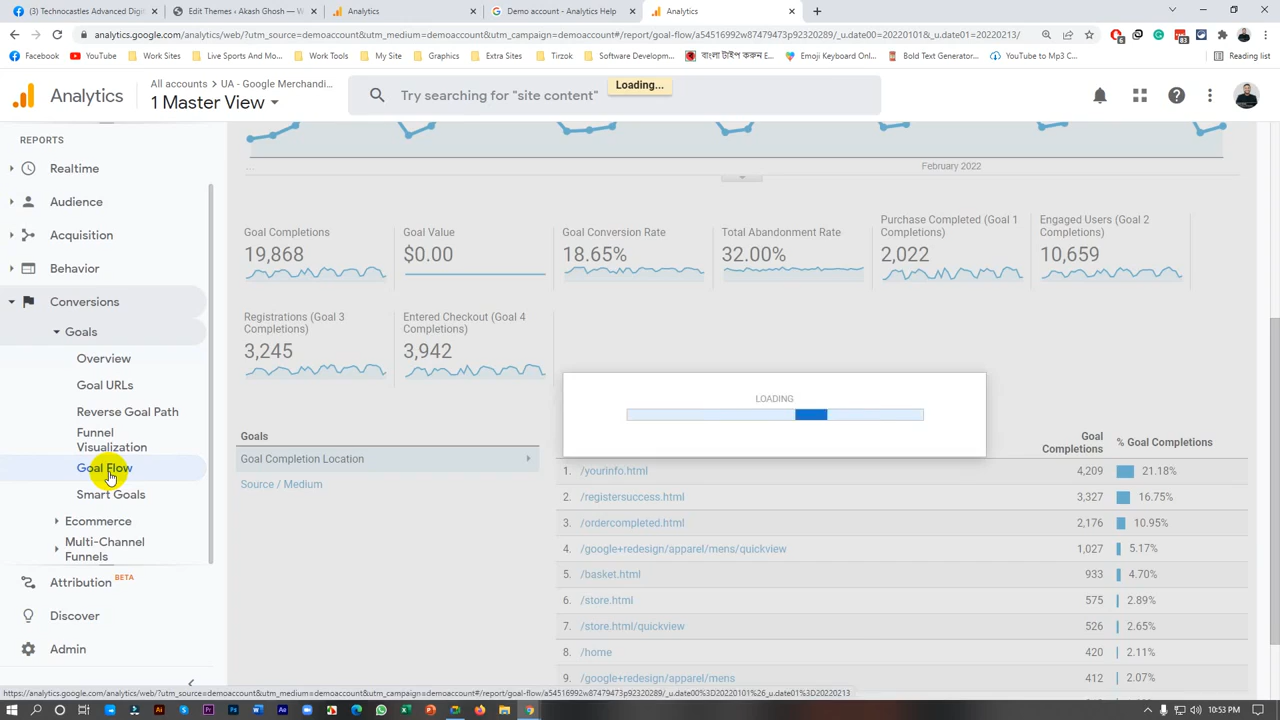 (3) Technocastles Advanced Digi
Edit Themes ‹ Akash Ghosh — W
Analytics
Demo account - Analytics Help
Analytics
analytics.google.com/analytics/web/?utm_source=demoaccount&utm_medium=demoaccount&utm_campaign=demoaccount#/report/goal-flow/a54516992w87479473p92320289/_u.date00=20220101&_u.date01=20220213/
Facebook
YouTube
Work Sites
Live Sports And Mo...
Work Tools
My Site
Graphics
Extra Sites
Tirzok
Software Developm...
বাংলা টাইপ করুন E...
Emoji Keyboard Onl...
Bold Text Generator...
YouTube to Mp3 C...
Reading list
Analytics
All accounts > UA - Google Merchandi...
1 Master View
Try searching for "site content"
Loading...
REPORTS
Realtime
Audience
Acquisition
Behavior
Conversions
Goals
Overview
Goal URLs
Reverse Goal Path
Funnel
Visualization
Goal Flow
Smart Goals
Ecommerce
Multi-Channel
Funnels
Attribution BETA
Discover
Admin
...
February 2022
Goal Completions
19,868
Goal Value
$0.00
Goal Conversion Rate
18.65%
Total Abandonment Rate
32.00%
Purchase Completed (Goal 1
Completions)
2,022
Engaged Users (Goal 2
Completions)
10,659
Registrations (Goal 3
Completions)
3,245
Entered Checkout (Goal 4
Completions)
3,942
LOADING
Goals
Goal Completion Location
Source / Medium
Goal
Completions
% Goal Completions
1. /yourinfo.html 4,209 21.18%
2. /registersuccess.html 3,327 16.75%
3. /ordercompleted.html 2,176 10.95%
4. /google+redesign/apparel/mens/quickview 1,027 5.17%
5. /basket.html 933 4.70%
6. /store.html 575 2.89%
7. /store.html/quickview 526 2.65%
8. /home 420 2.11%
9. /google+redesign/apparel/mens 412 2.07%
https://analytics.google.com/analytics/web/?utm_source=demoaccount&utm_medium=demoaccount&utm_campaign=demoaccount#/report/goal-flow/a54516992w87479473p92320289/_u.date00%3D20220101%26_u.date01%3D20220213
10:53 PM